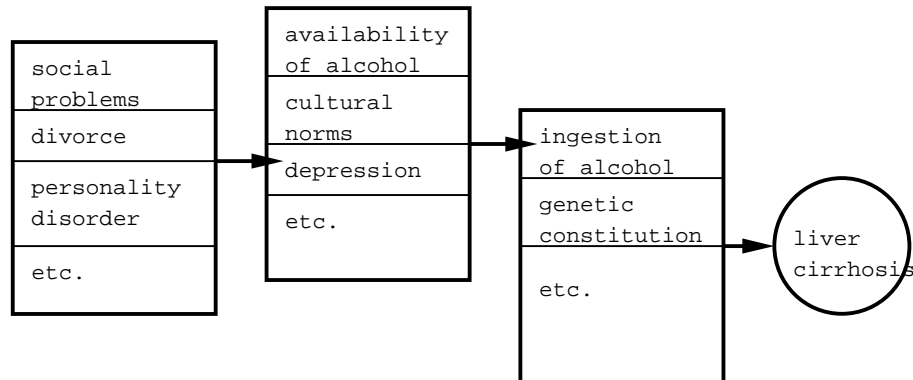 social
problems
divorce
personality
disorder
etc.
availability
of alcohol
cultural
norms
depression
etc.
ingestion
of alcohol
genetic
constitution
etc.
liver
cirrhosis